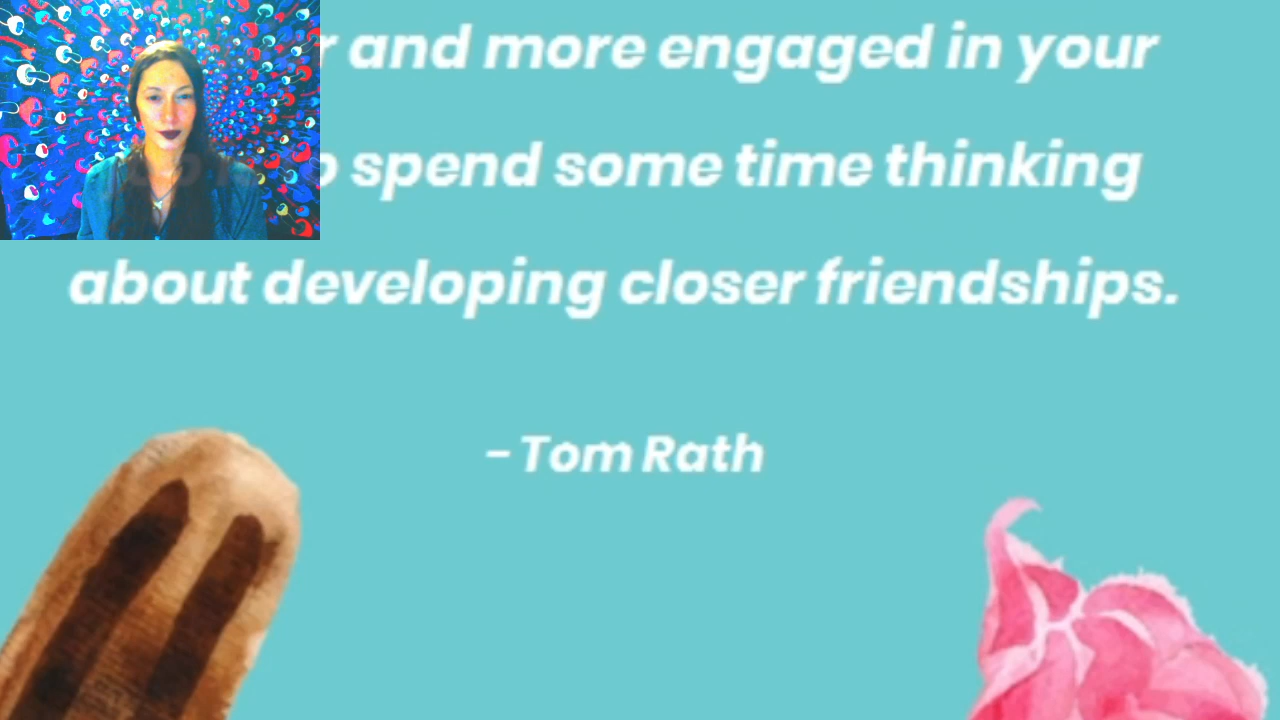 r and more engaged in your
o spend some time thinking
about developing closer friendships.
- Tom Rath